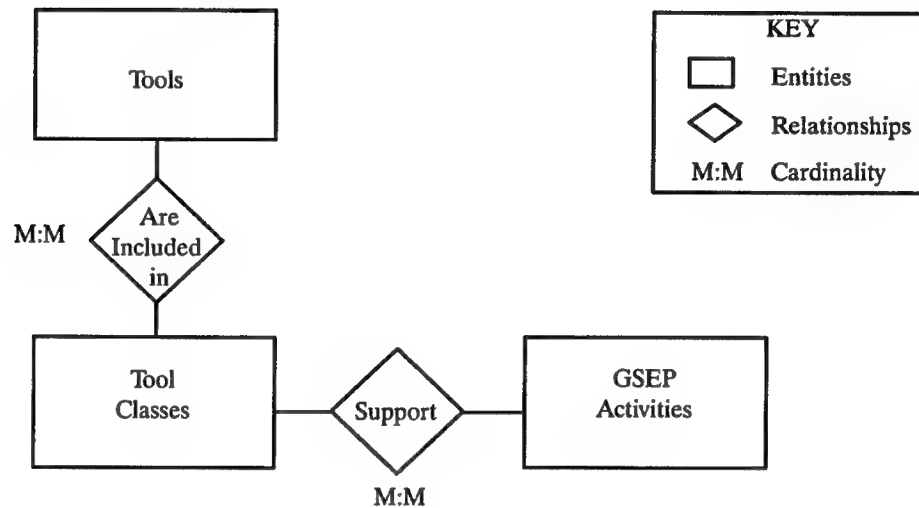 Tools
KEY
Entities
Relationships
M:M Cardinality
M:M
Are
Included
in
Tool
Classes
Support
M:M
GSEP
Activities